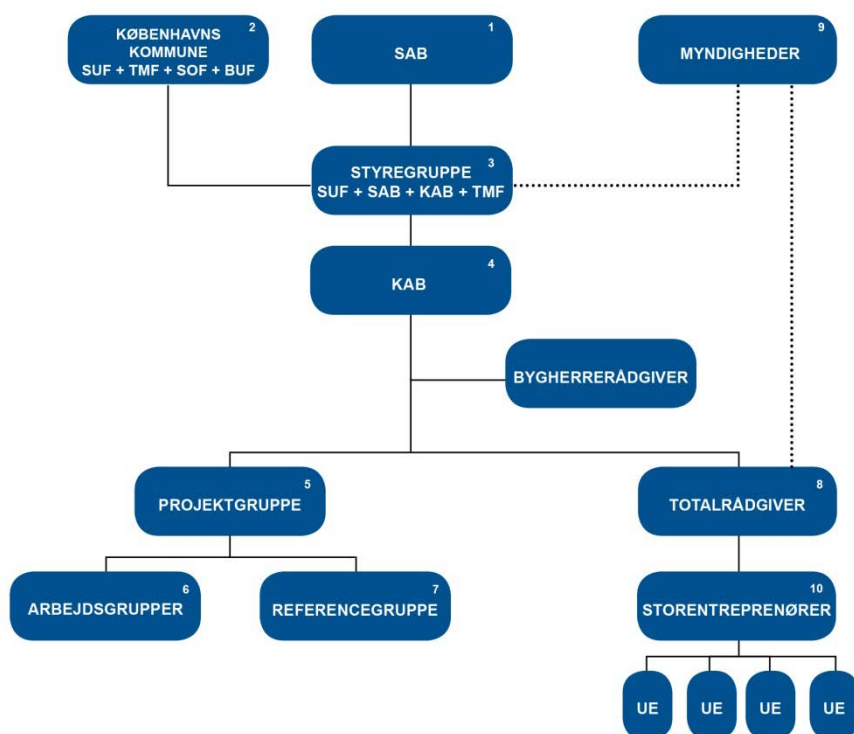 2
KØBENHAVNS
KOMMUNE
SUF + TMF + SOF + BUF
1
SAB
9
MYNDIGHEDER
3
STYREGRUPPE
SUF + SAB + KAB + TMF
4
KAB
BYGHERRERÅDGIVER
5
PROJEKTGRUPPE
8
TOTALRÅDGIVER
6
ARBEJDSGRUPPER
7
REFERENCEGRUPPE
10
STORENTREPRENØRER
UE
UE
UE
UE